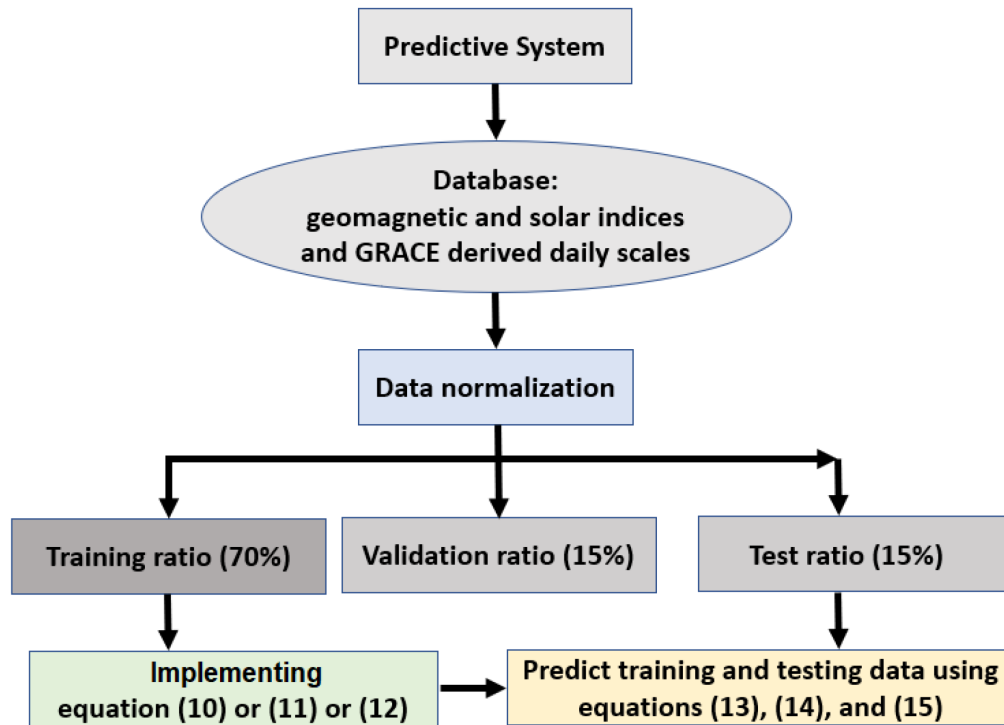 Predictive System
Database:
geomagnetic and solar indices
and GRACE derived daily scales
Data normalization
Training ratio (70%)
Validation ratio (15%)
Test ratio (15%)
Implementing
equation (10) or (11) or (12)
Predict training and testing data using
equations (13), (14), and (15)